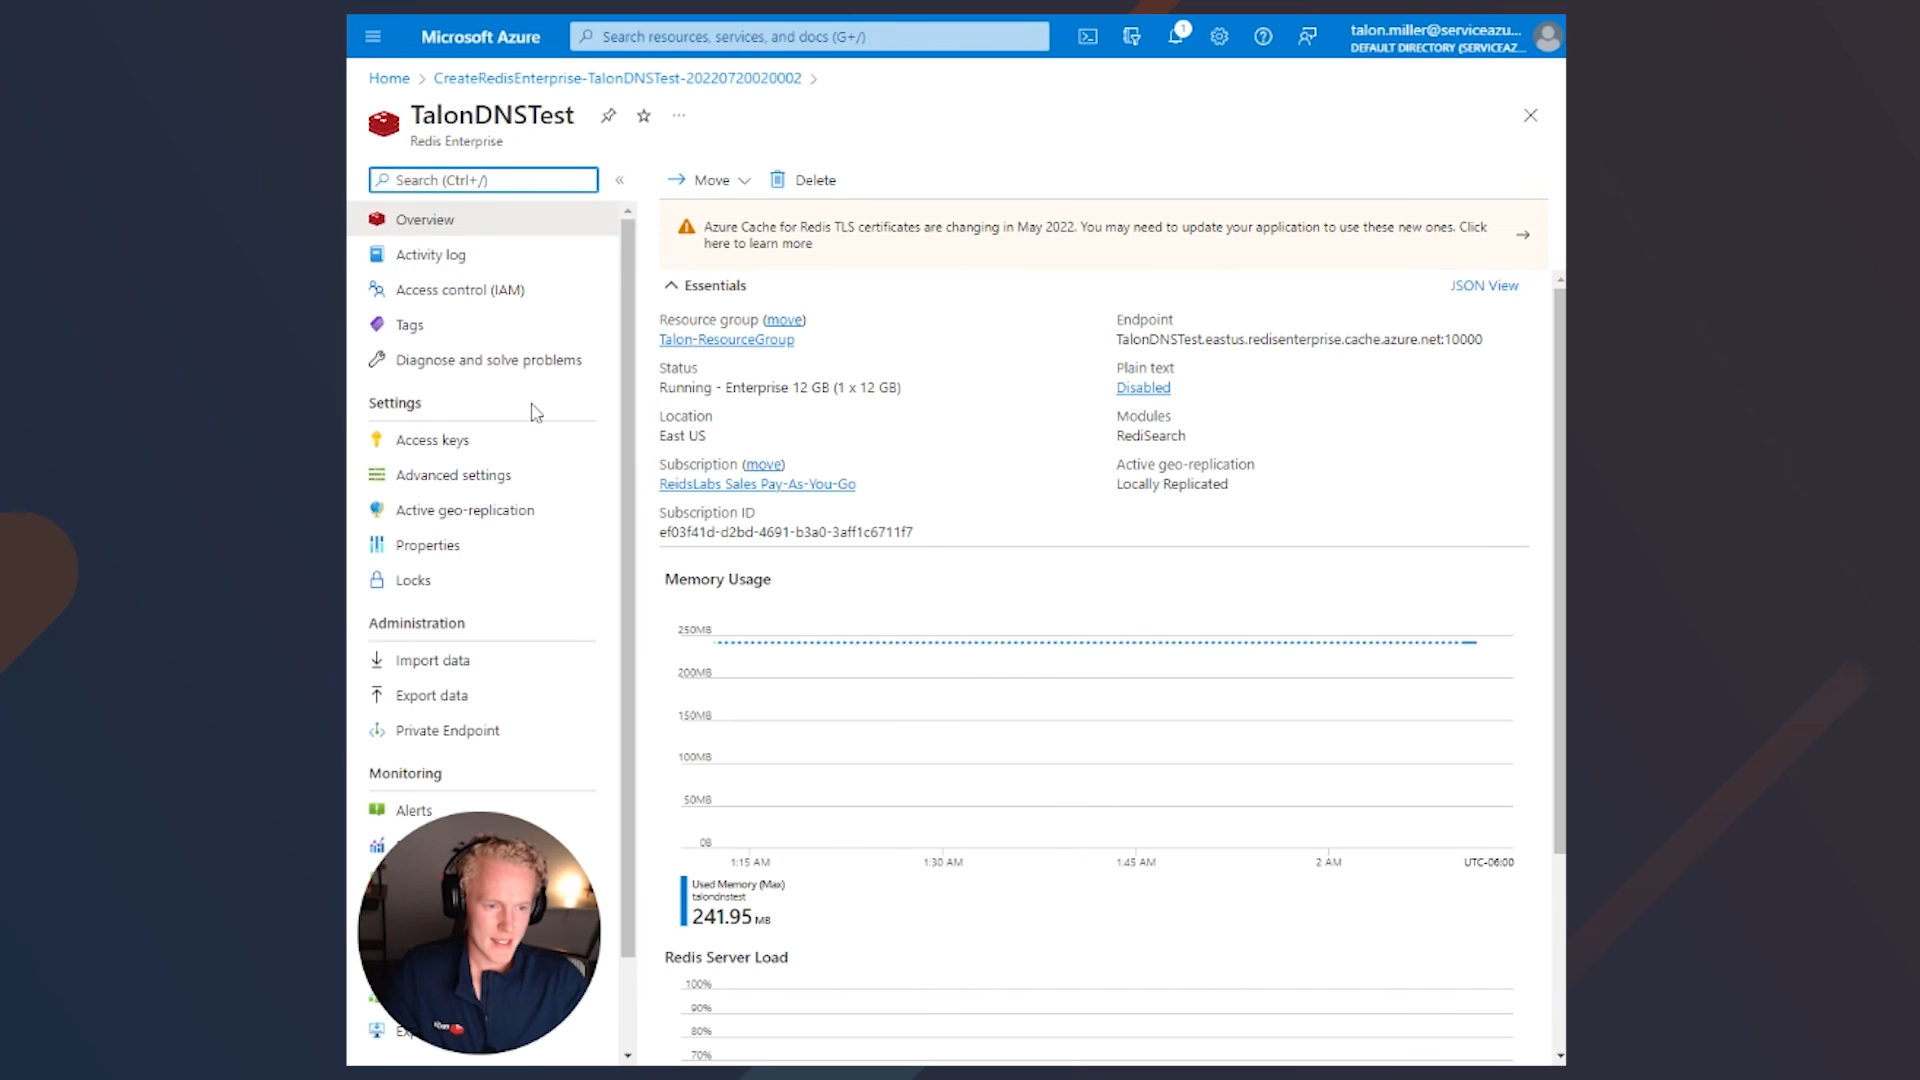 Microsoft Azure
Search resources, services, and docs (G+/)
1
talon.miller@serviceazu...
DEFAULT DIRECTORY (SERVICEAZ...
Home > CreateRedisEnterprise-TalonDNSTest-20220720020002 >
TalonDNSTest
Redis Enterprise
Search (Ctrl+/)
Move
Delete
Overview
Activity log
Access control (IAM)
Tags
Diagnose and solve problems
Settings
Access keys
Advanced settings
Active geo-replication
Properties
Locks
Administration
Import data
Export data
Private Endpoint
Monitoring
Alerts
Azure Cache for Redis TLS certificates are changing in May 2022. You may need to update your application to use these new ones. Click
here to learn more
Essentials
JSON View
Resource group (move)
Talon-ResourceGroup
Status
Running - Enterprise 12 GB (1 x 12 GB)
Location
East US
Subscription (move)
ReidsLabs Sales Pay-As-You-Go
Subscription ID
ef03f41d-d2bd-4691-b3a0-3aff1c6711f7
Endpoint
TalonDNSTest.eastus.redisenterprise.cache.azure.net:10000
Plain text
Disabled
Modules
RediSearch
Active geo-replication
Locally Replicated
Memory Usage
250MB
200MB
150MB
100MB
50MB
0B
1:15 AM
1:30 AM
1:45 AM
2 AM
UTC-06:00
Used Memory (Max)
talondnstest
241.95 MB
Redis Server Load
100%
90%
80%
70%